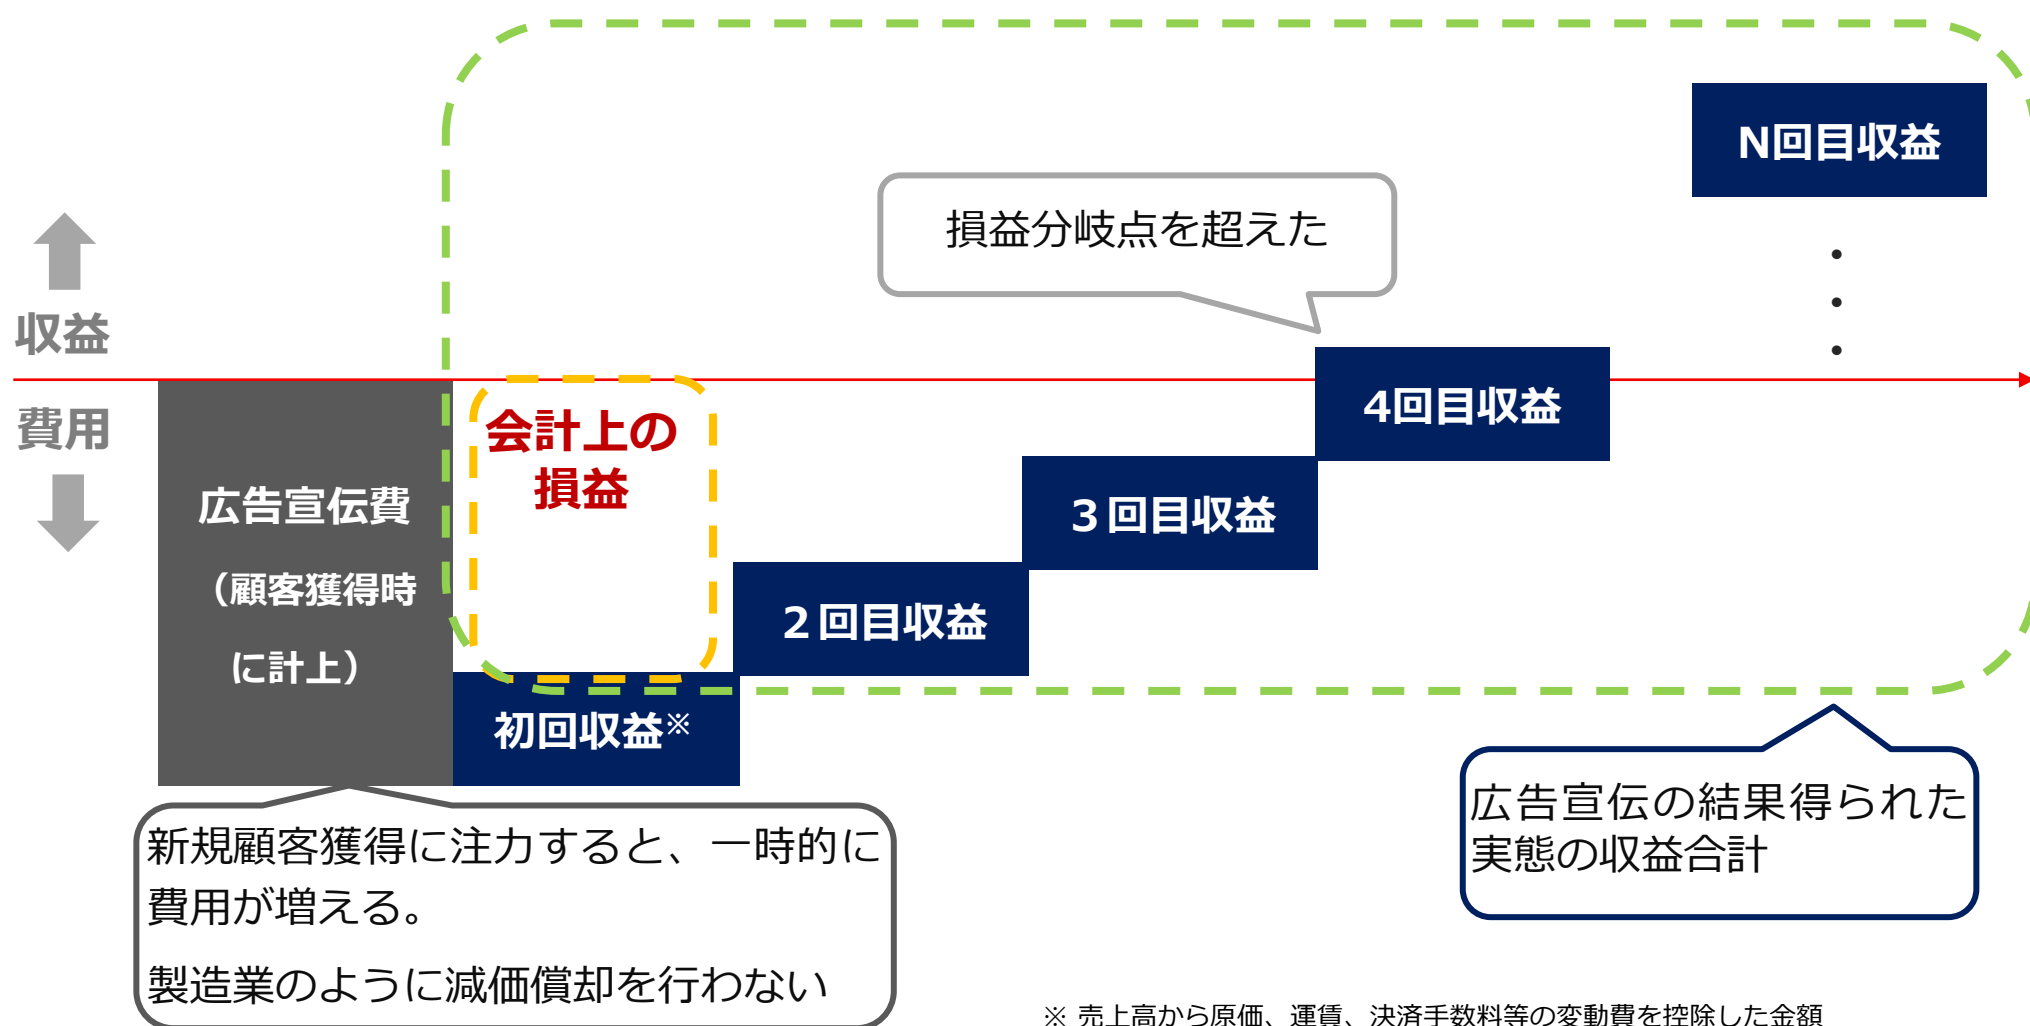 N回目収益
損益分岐点を超えた
・
・
・
収益
費用
4回目収益
会計上の
損益
広告宣伝費
（顧客獲得時
に計上）
３回目収益
２回目収益
初回収益※
新規顧客獲得に注力すると、一時的に
費用が増える。
製造業のように減価償却を行わない
広告宣伝の結果得られた
実態の収益合計
※ 売上高から原価、運賃、決済手数料等の変動費を控除した金額